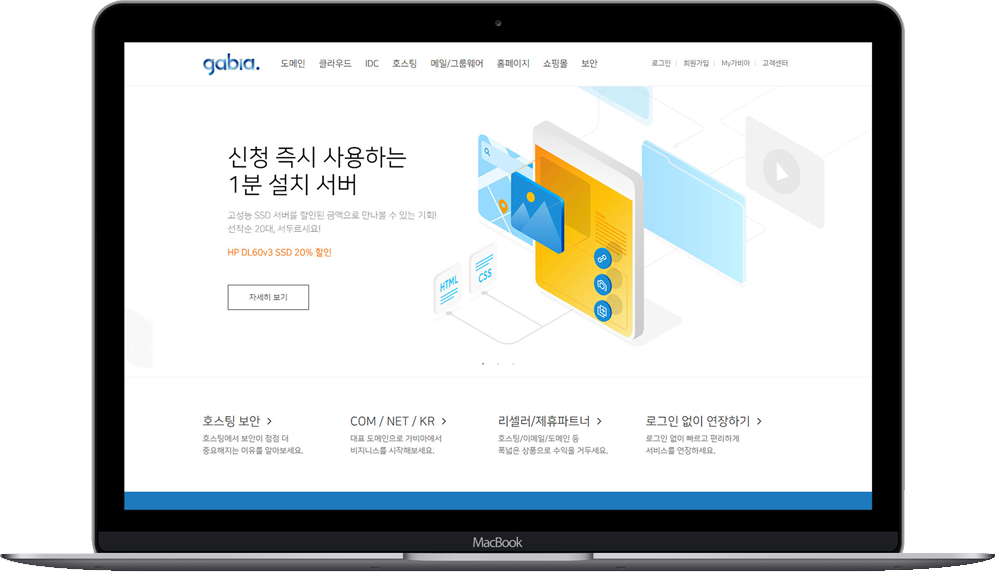 gabia.
도메인 클라우드 IDC 호스팅 메일/그룹웨어 홈페이지 쇼핑몰 보안
로그인 회원가입 My가비아 고객센터
신청 즉시 사용하는
1분 설치 서버
고성능 SSD 서버를 할인된 금액으로 만나볼 수 있는 기회!
선착순 20대, 서두르세요!
HP DL60v3 SSD 20% 할인
자세히 보기
HTML
CSS
호스팅 보안 >
호스팅에서 보안이 점점 더
중요해지는 이유를 알아보세요.
COM / NET / KR >
대표 도메인으로 가비아에서
비지니스를 시작해보세요.
리셀러/제휴파트너 >
호스팅/이메일/도메인 등
폭넓은 상품으로 수익을 거두세요.
로그인 없이 연장하기 >
로그인 없이 빠르고 편리하게
서비스를 연장하세요.
MacBook